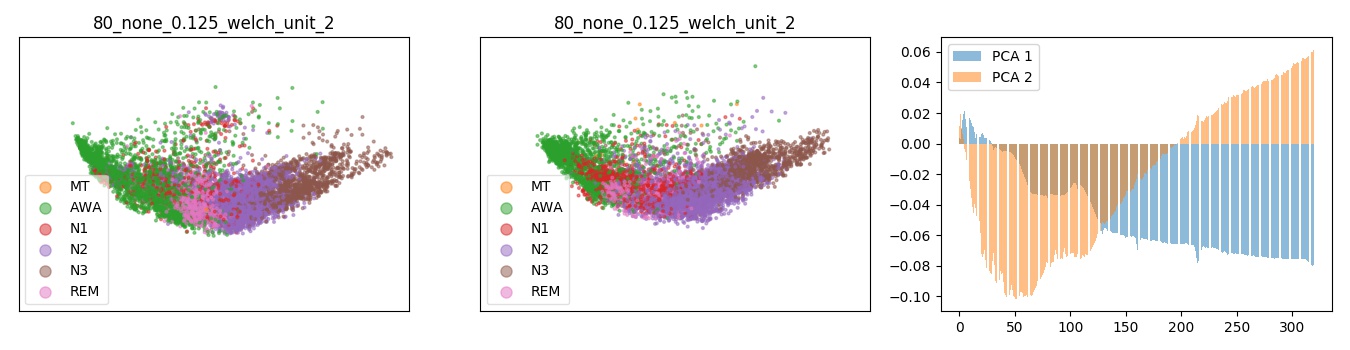 80_none_0.125_welch_unit_2
MT
AWA
N1
N2
N3
REM
80_none_0.125_welch_unit_2
MT
AWA
N1
N2
N3
REM
PCA 1
PCA 2
0.06
0.04
0.02
0.00
−0.02
−0.04
−0.06
−0.08
−0.10
0 50 100 150 200 250 300